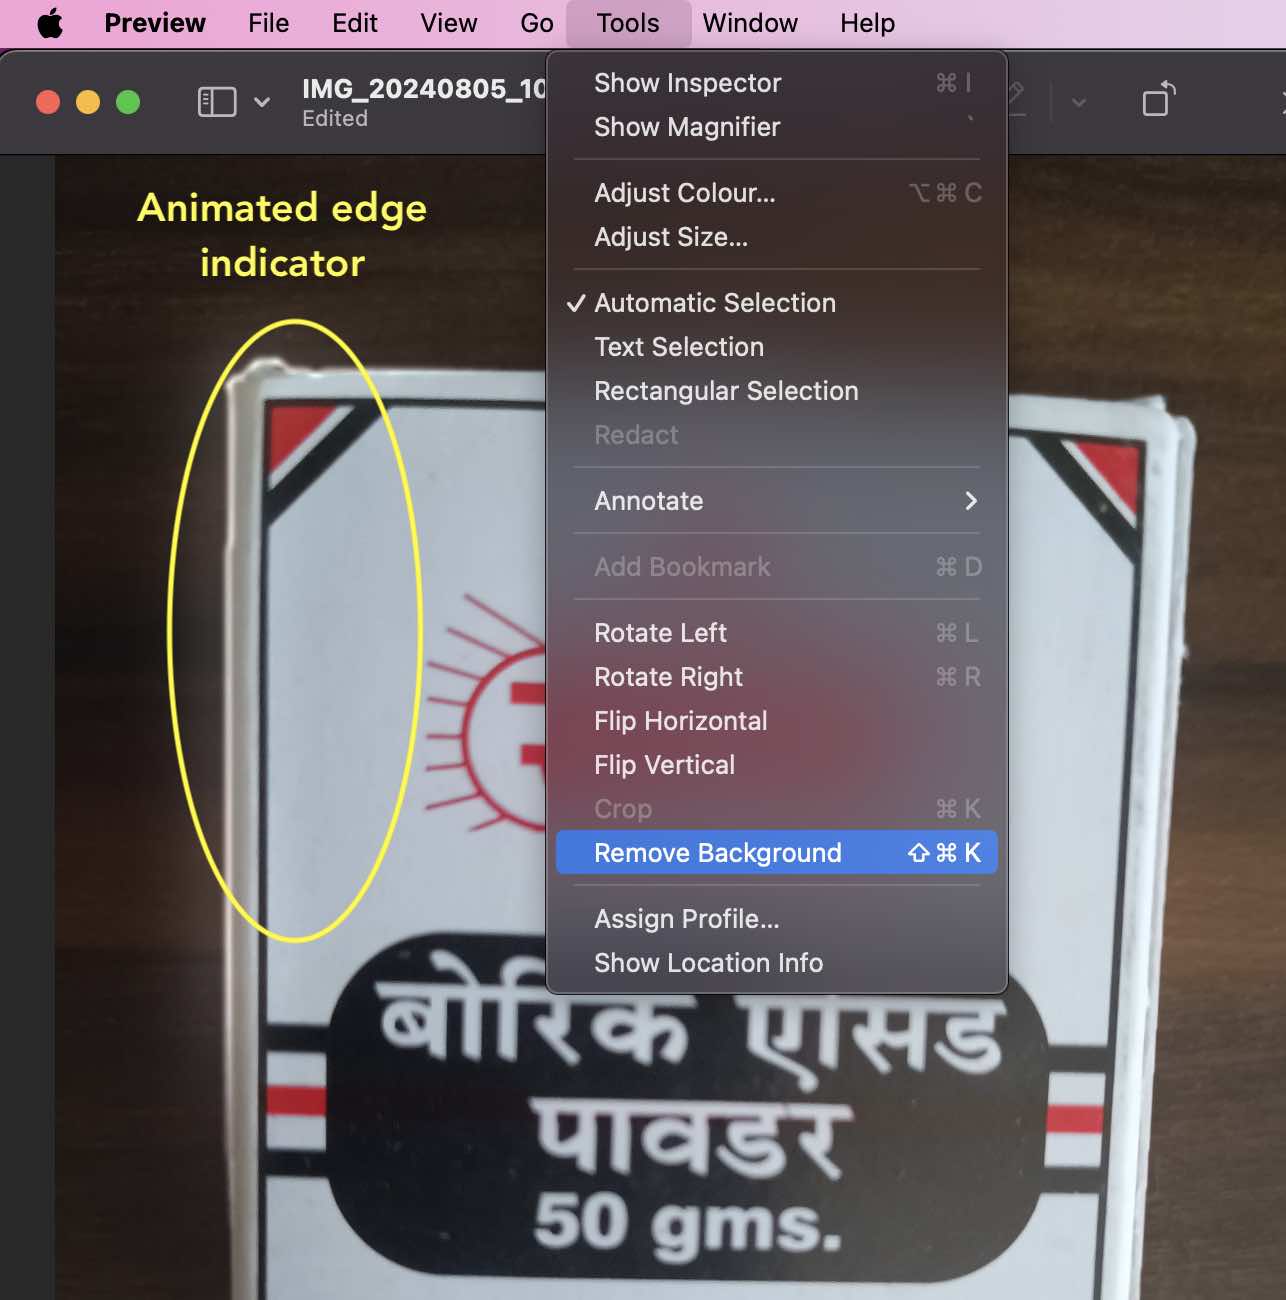 Preview File Edit View Go Tools Window Help
IMG_20240805_10
Edited
Show Inspector ⌘ I
Show Magnifier `
Adjust Colour... ⌥ ⌘ C
Adjust Size...
✓ Automatic Selection
Text Selection
Rectangular Selection
Redact
Annotate >
Add Bookmark ⌘ D
Rotate Left ⌘ L
Rotate Right ⌘ R
Flip Horizontal
Flip Vertical
Crop ⌘ K
Remove Background ⇧ ⌘ K
Assign Profile...
Show Location Info
Animated edge
indicator
बोरिक
पावडर
50 gms.